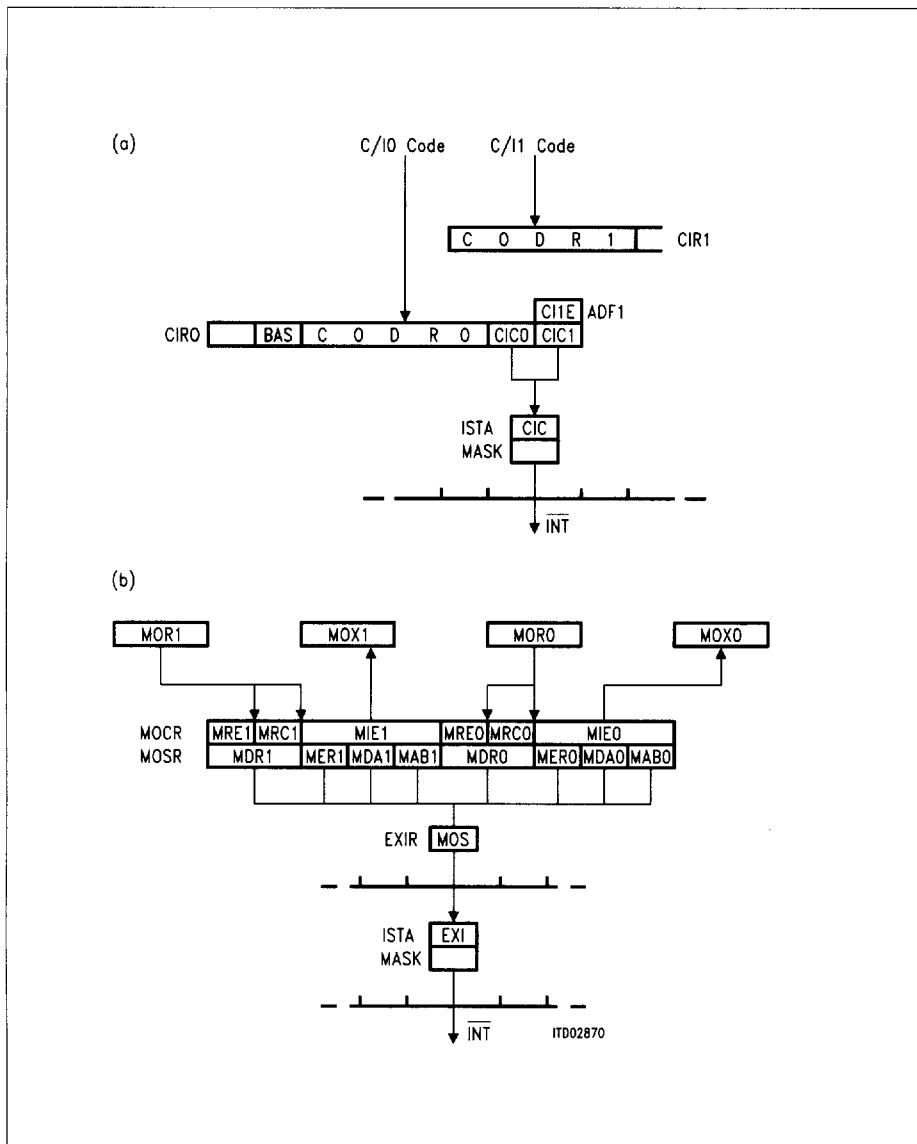 (a)
C/I0 Code C/I1 Code
C O D R 1 CIR1
CI1E ADF1
CIR0 BAS C O D R 0 CIC0 CIC1
ISTA CIC
MASK
INT
(b)
MOR1 MOX1 MOR0 MOX0
MOCR MRE1 MRC1 MIE1 MRE0 MRC0 MIE0
MOSR MDR1 MER1 MDA1 MAB1 MDR0 MER0 MDA0 MAB0
EXIR MOS
ISTA EXI
MASK
INT
ITD02870